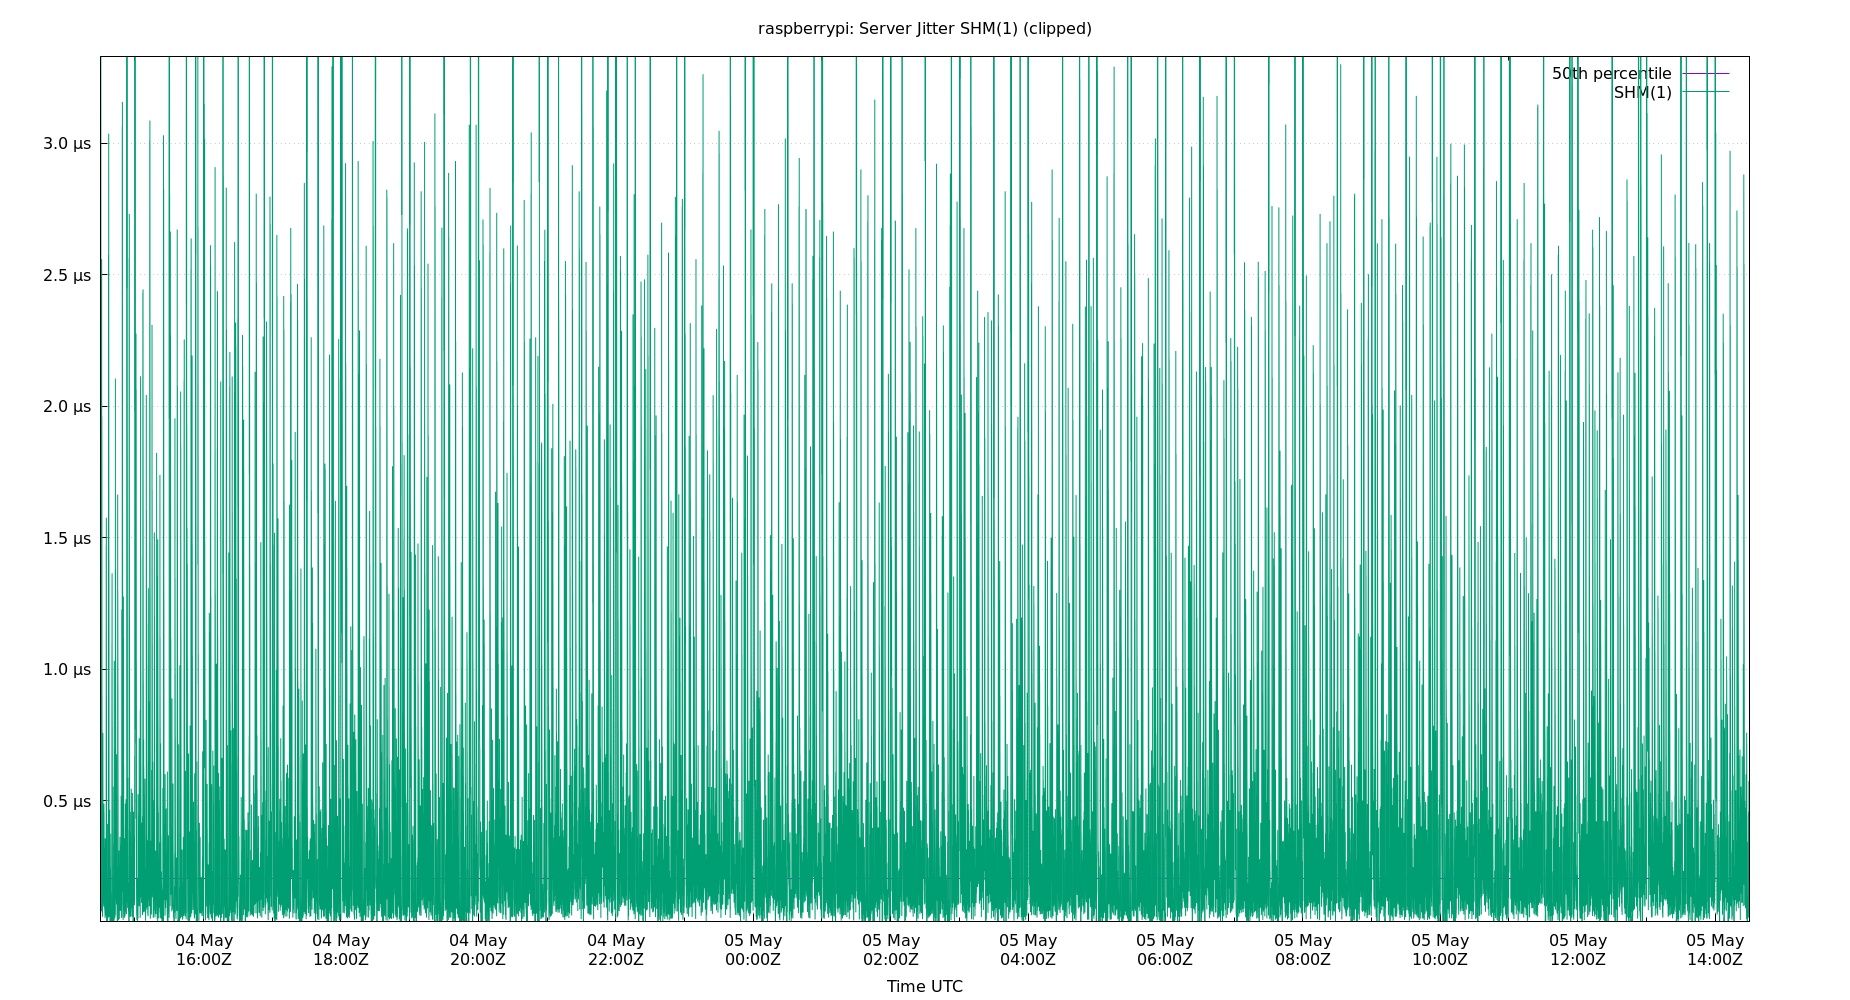 raspberrypi: Server Jitter SHM(1) (clipped)
50th percentile
SHM(1)
3.0 µs
2.5 µs
2.0 µs
1.5 µs
1.0 µs
0.5 µs
04 May 04 May 04 May 04 May 05 May 05 May 05 May 05 May 05 May 05 May 05 May 05 May
16:00Z 18:00Z 20:00Z 22:00Z 00:00Z 02:00Z 04:00Z 06:00Z 08:00Z 10:00Z 12:00Z 14:00Z
Time UTC